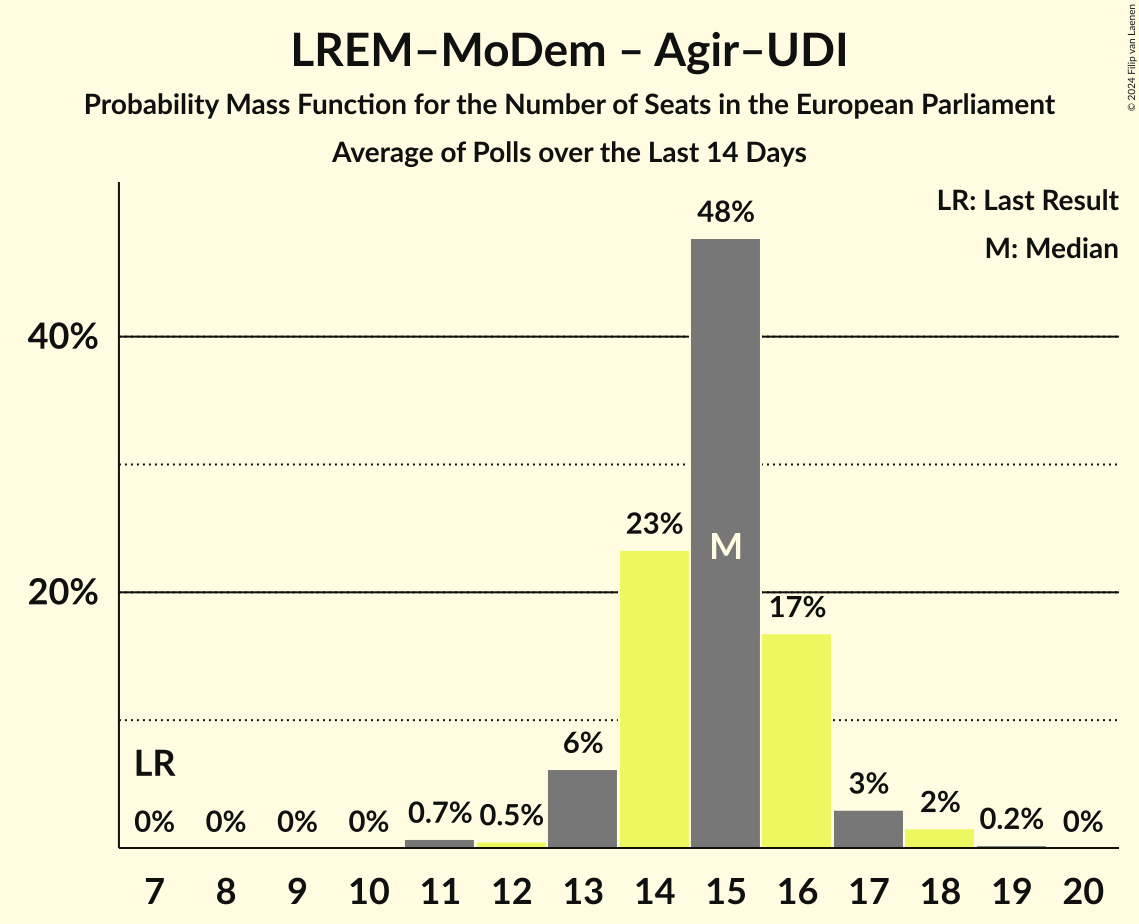 LREM–MoDem – Agir–UDI
Probability Mass Function for the Number of Seats in the European Parliament
Average of Polls over the Last 14 Days
© 2024 Filip van Laenen
LR: Last Result
M: Median
48%
40%
23%
M
20%
17%
LR
6%
3%
2%
0% 0% 0% 0% 0.7% 0.5% 0.2% 0%
7 8 9 10 11 12 13 14 15 16 17 18 19 20